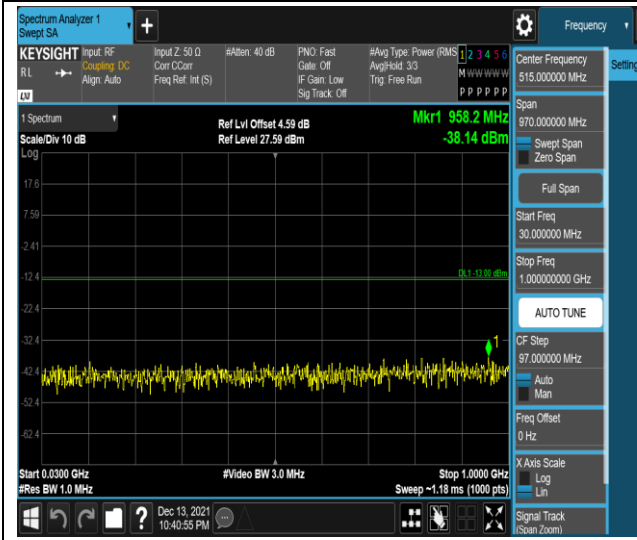 Spectrum Analyzer 1
Swept SA
+
Frequency
KEYSIGHT
RL
LXI
Input: RF
Coupling: DC
Align: Auto
Input Z: 50 Ω
Corr CCorr
Freq Ref: Int (S)
#Atten: 40 dB
PNO: Fast
Gate: Off
IF Gain: Low
Sig Track: Off
#Avg Type: Power (RMS
Avg|Hold: 3/3
Trig: Free Run
1 2 3 4 5 6
M W W W W W
P P P P P P
Center Frequency
515.000000 MHz
Setting
1 Spectrum
Scale/Div 10 dB
Log
Ref Lvl Offset 4.59 dB
Ref Level 27.59 dBm
Mkr1 958.2 MHz
-38.14 dBm
Span
970.000000 MHz
Swept Span
Zero Span
Full Span
Start Freq
30.000000 MHz
Stop Freq
1.000000000 GHz
AUTO TUNE
CF Step
97.000000 MHz
Auto
Man
Freq Offset
0 Hz
X Axis Scale
Log
Lin
Signal Track
(Span Zoom)
17.6
7.59
-2.41
-12.4
DL1 -13.00 dBm
-22.4
-32.4
1
-42.4
-52.4
-62.4
Start 0.0300 GHz
#Res BW 1.0 MHz
#Video BW 3.0 MHz
Stop 1.0000 GHz
Sweep ~1.18 ms (1000 pts)
?
Dec 13, 2021
10:40:55 PM